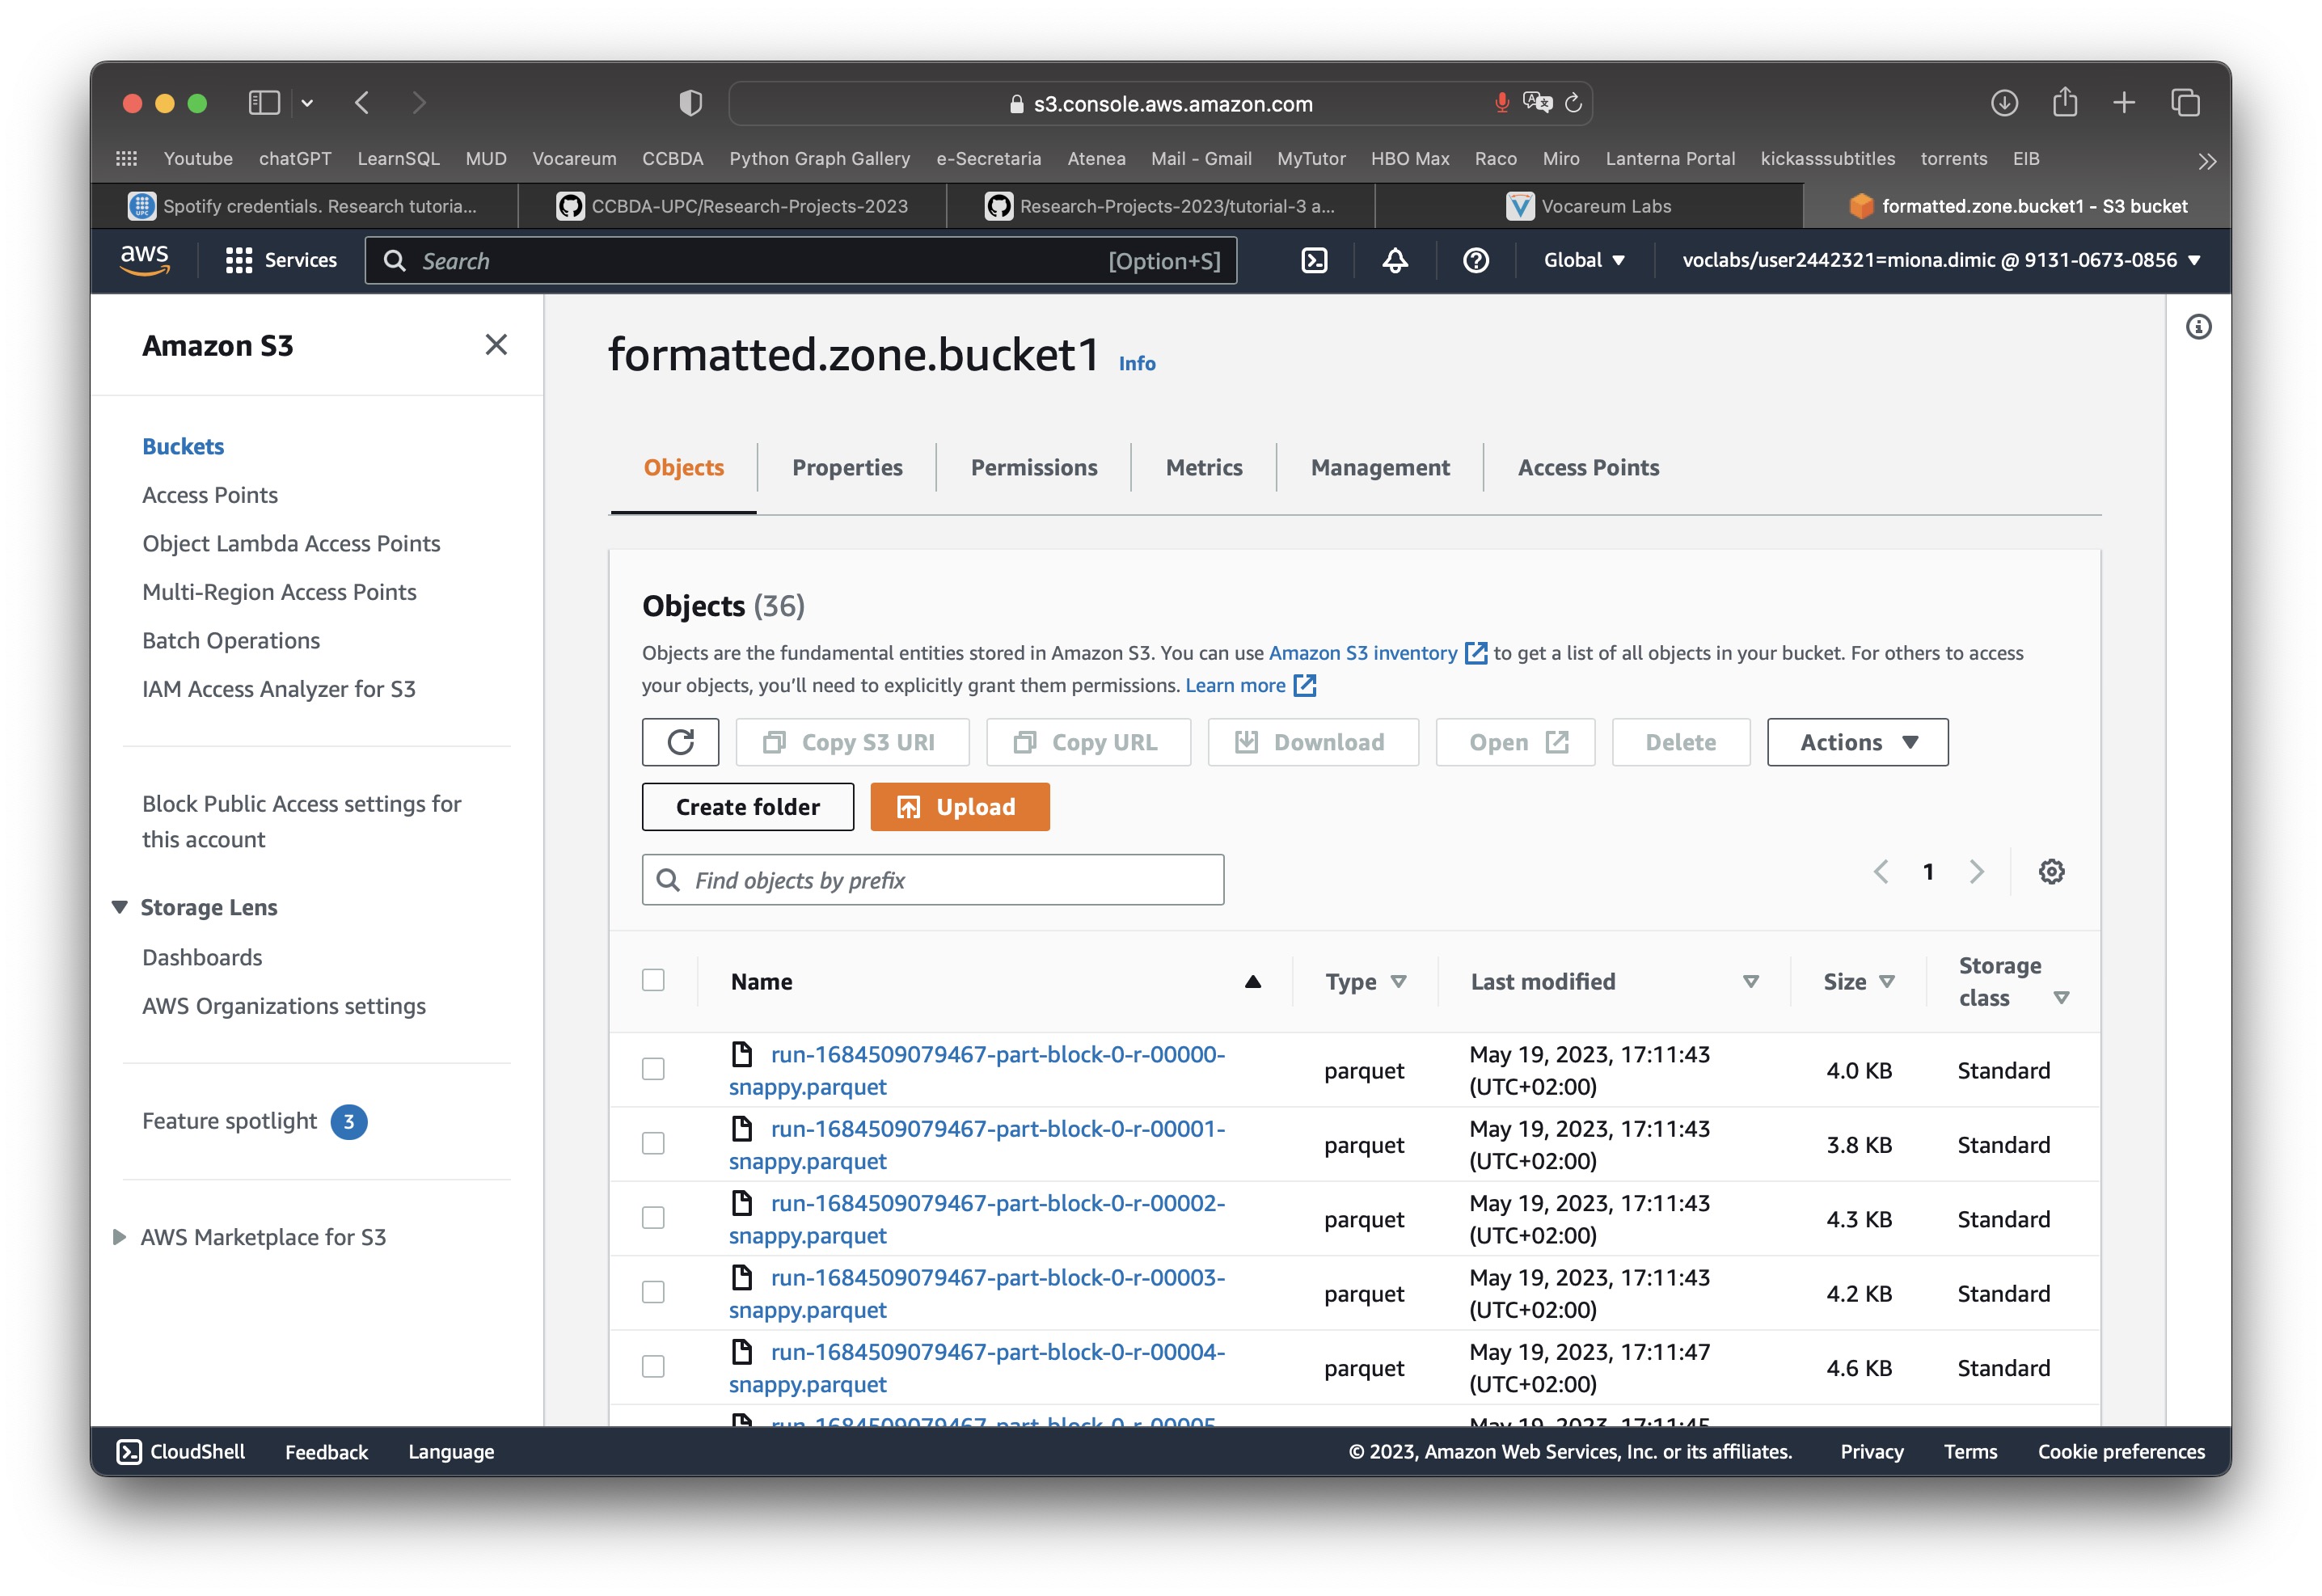 s3.console.aws.amazon.com
Youtube chatGPT LearnSQL MUD Vocareum CCBDA Python Graph Gallery e-Secretaria Atenea Mail - Gmail MyTutor HBO Max Raco Miro Lanterna Portal kickasssubtitles torrents EIB
Spotify credentials. Research tutoria... CCBDA-UPC/Research-Projects-2023 Research-Projects-2023/tutorial-3 a... Vocareum Labs formatted.zone.bucket1 - S3 bucket
aws Services Search [Option+S] Global voclabs/user2442321=miona.dimic @ 9131-0673-0856
Amazon S3
Buckets
Access Points
Object Lambda Access Points
Multi-Region Access Points
Batch Operations
IAM Access Analyzer for S3
Block Public Access settings for
this account
Storage Lens
Dashboards
AWS Organizations settings
Feature spotlight 3
AWS Marketplace for S3
formatted.zone.bucket1 Info
Objects Properties Permissions Metrics Management Access Points
Objects (36)
Objects are the fundamental entities stored in Amazon S3. You can use Amazon S3 inventory to get a list of all objects in your bucket. For others to access
your objects, you'll need to explicitly grant them permissions. Learn more
Copy S3 URI Copy URL Download Open Delete Actions
Create folder Upload
Find objects by prefix 1
Name Type Last modified Size Storage
class
run-1684509079467-part-block-0-r-00000-
snappy.parquet parquet May 19, 2023, 17:11:43
(UTC+02:00) 4.0 KB Standard
run-1684509079467-part-block-0-r-00001-
snappy.parquet parquet May 19, 2023, 17:11:43
(UTC+02:00) 3.8 KB Standard
run-1684509079467-part-block-0-r-00002-
snappy.parquet parquet May 19, 2023, 17:11:43
(UTC+02:00) 4.3 KB Standard
run-1684509079467-part-block-0-r-00003-
snappy.parquet parquet May 19, 2023, 17:11:43
(UTC+02:00) 4.2 KB Standard
run-1684509079467-part-block-0-r-00004-
snappy.parquet parquet May 19, 2023, 17:11:47
(UTC+02:00) 4.6 KB Standard
run-1684509079467-part-block-0-r-00005- May 19, 2023, 17:11:45
CloudShell Feedback Language © 2023, Amazon Web Services, Inc. or its affiliates. Privacy Terms Cookie preferences